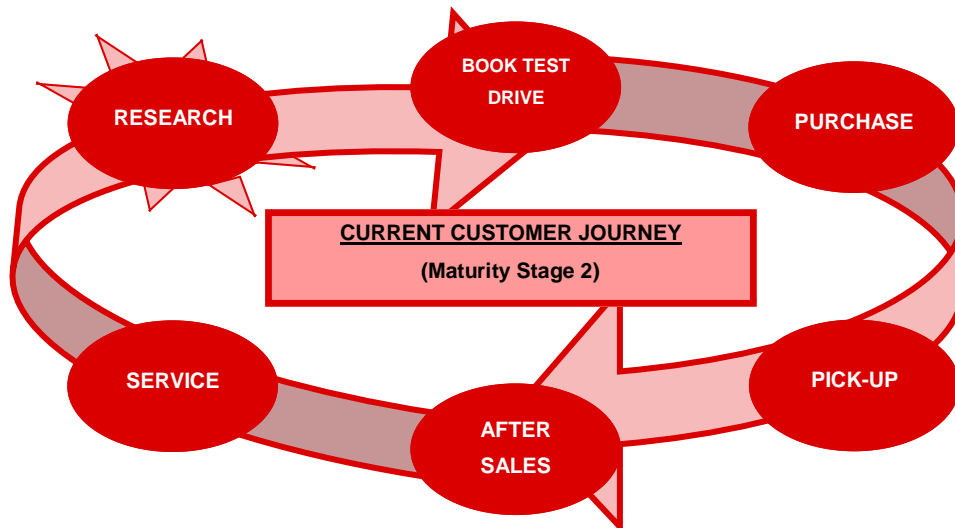 RESEARCH
BOOK TEST
DRIVE
PURCHASE
CURRENT CUSTOMER JOURNEY
(Maturity Stage 2)
SERVICE
AFTER
SALES
PICK-UP